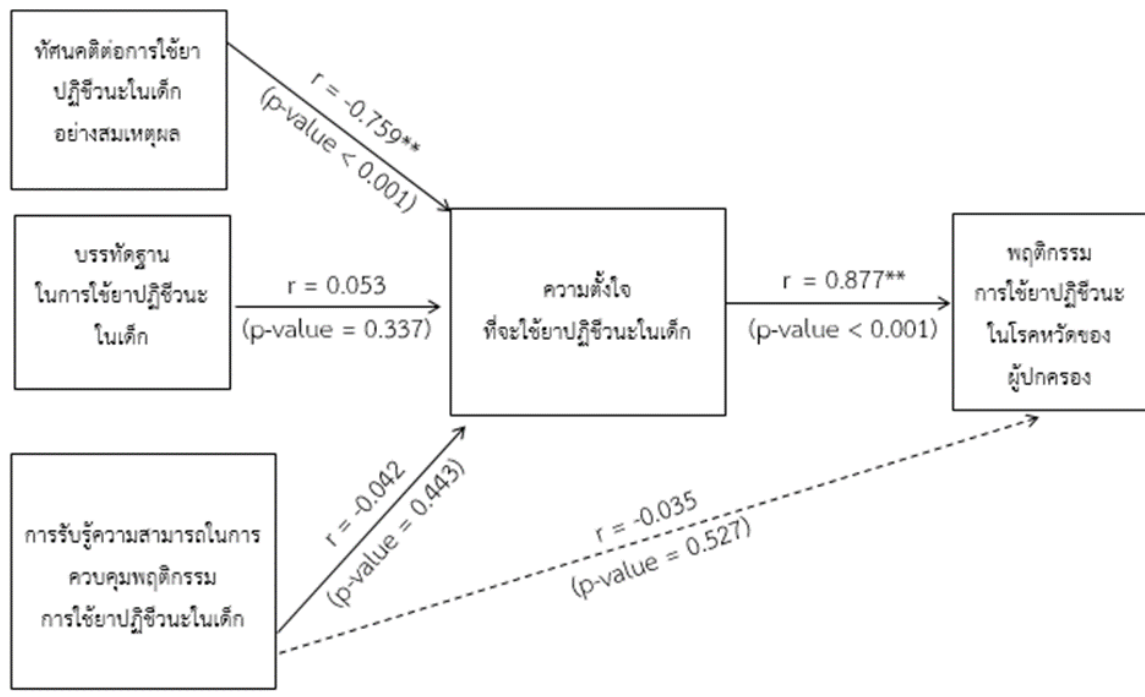 ทัศนคติต่อการใช้ยา
ปฏิชีวนะในเด็ก
อย่างสมเหตุผล
r = -0.759**
(p-value < 0.001)
บรรทัดฐาน
ในการใช้ยาปฏิชีวนะ
ในเด็ก
r = 0.053
(p-value = 0.337)
ความตั้งใจ
ที่จะใช้ยาปฏิชีวนะในเด็ก
r = 0.877**
(p-value < 0.001)
พฤติกรรม
การใช้ยาปฏิชีวนะ
ในโรคหวัดของ
ผู้ปกครอง
การรับรู้ความสามารถในการ
ควบคุมพฤติกรรม
การใช้ยาปฏิชีวนะในเด็ก
r = -0.042
(p-value = 0.443)
r = -0.035
(p-value = 0.527)